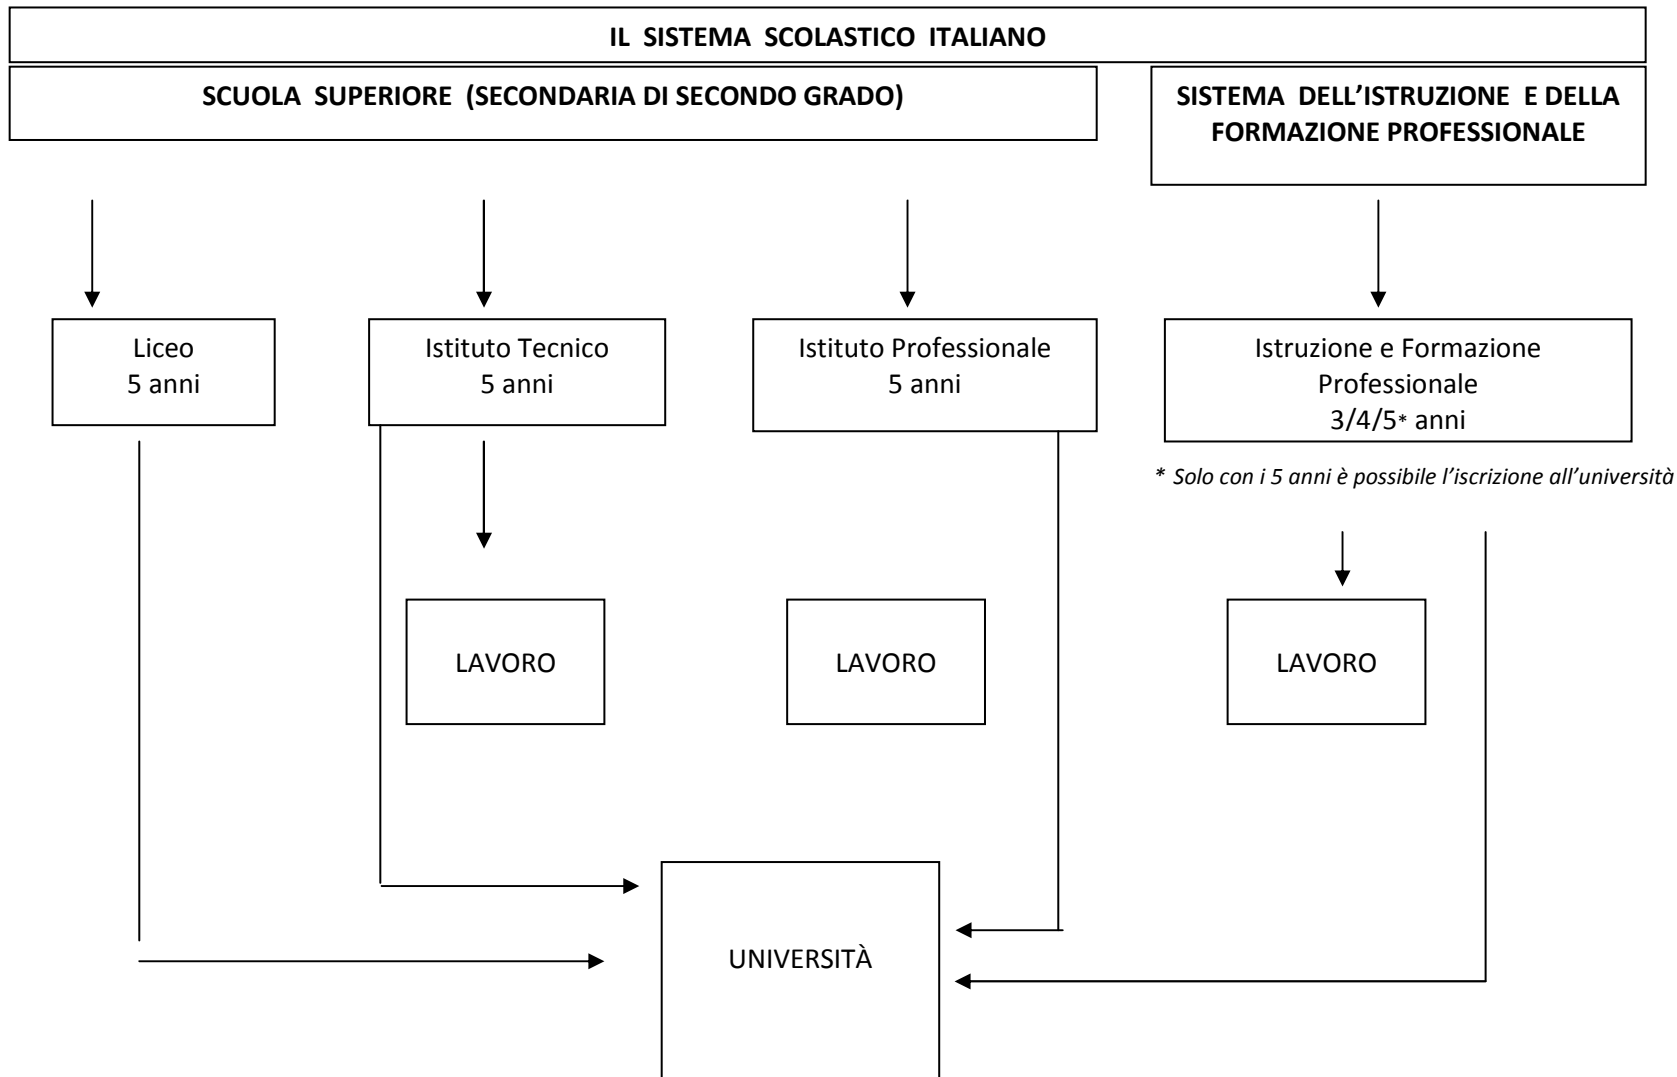 IL SISTEMA SCOLASTICO ITALIANO
SCUOLA SUPERIORE (SECONDARIA DI SECONDO GRADO)
SISTEMA DELL’ISTRUZIONE E DELLA
FORMAZIONE PROFESSIONALE
Liceo
5 anni
Istituto Tecnico
5 anni
Istituto Professionale
5 anni
Istruzione e Formazione
Professionale
3/4/5* anni
* Solo con i 5 anni è possibile l’iscrizione all’università
LAVORO
LAVORO
LAVORO
UNIVERSITÀ